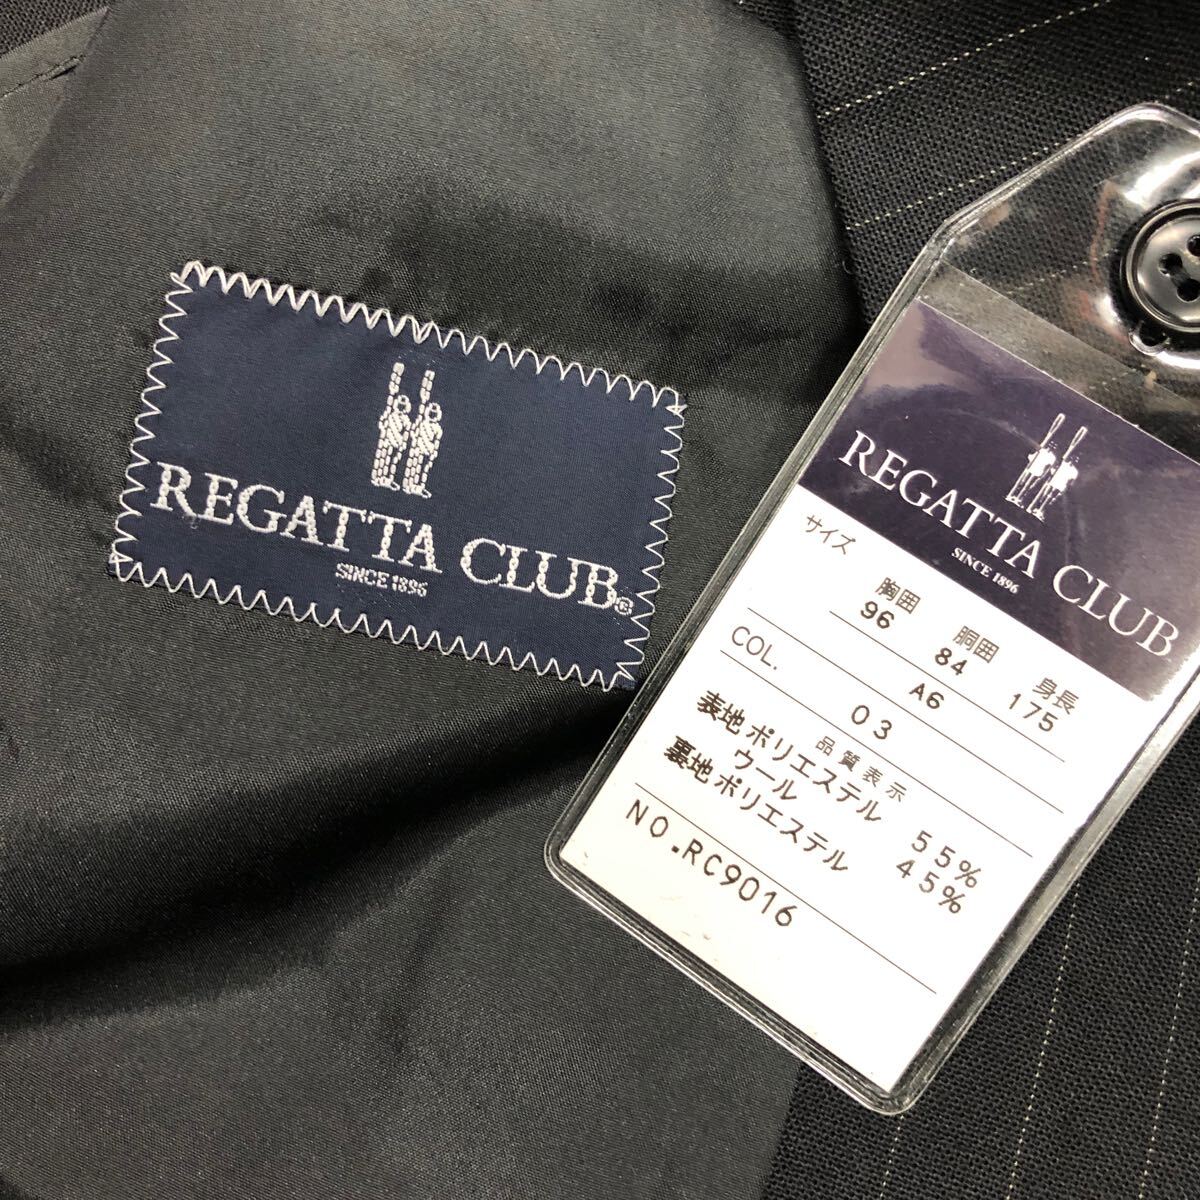 REGATTA CLUB®
SINCE 1896
REGATTA CLUB
SINCE 1896
サイズ
胸囲 胴囲 身長
96 84 175
A6
COL. 03
品質表示
表地 ポリエステル 55%
ウール 45%
裏地 ポリエステル
NO.RC9016